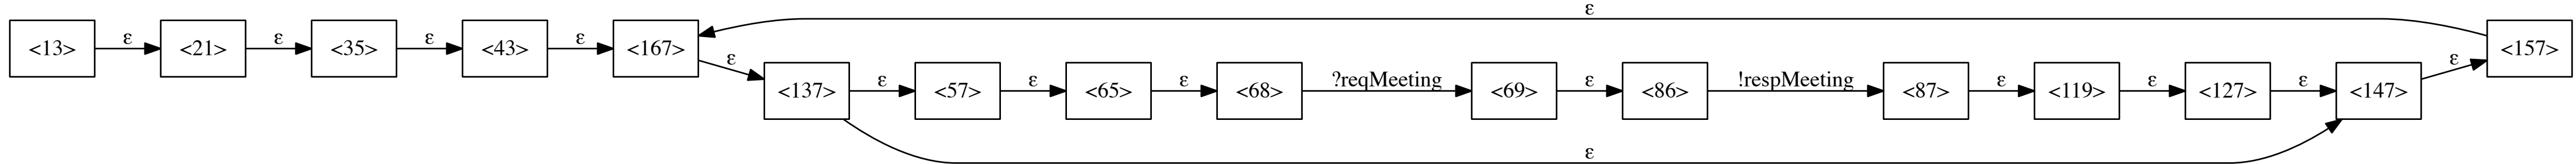 ε
<13> ε <21> ε <35> ε <43> ε <167> <157>
ε ε
<137> ε <57> ε <65> ε <68> ?reqMeeting <69> ε <86> !respMeeting <87> ε <119> ε <127> ε <147>
ε